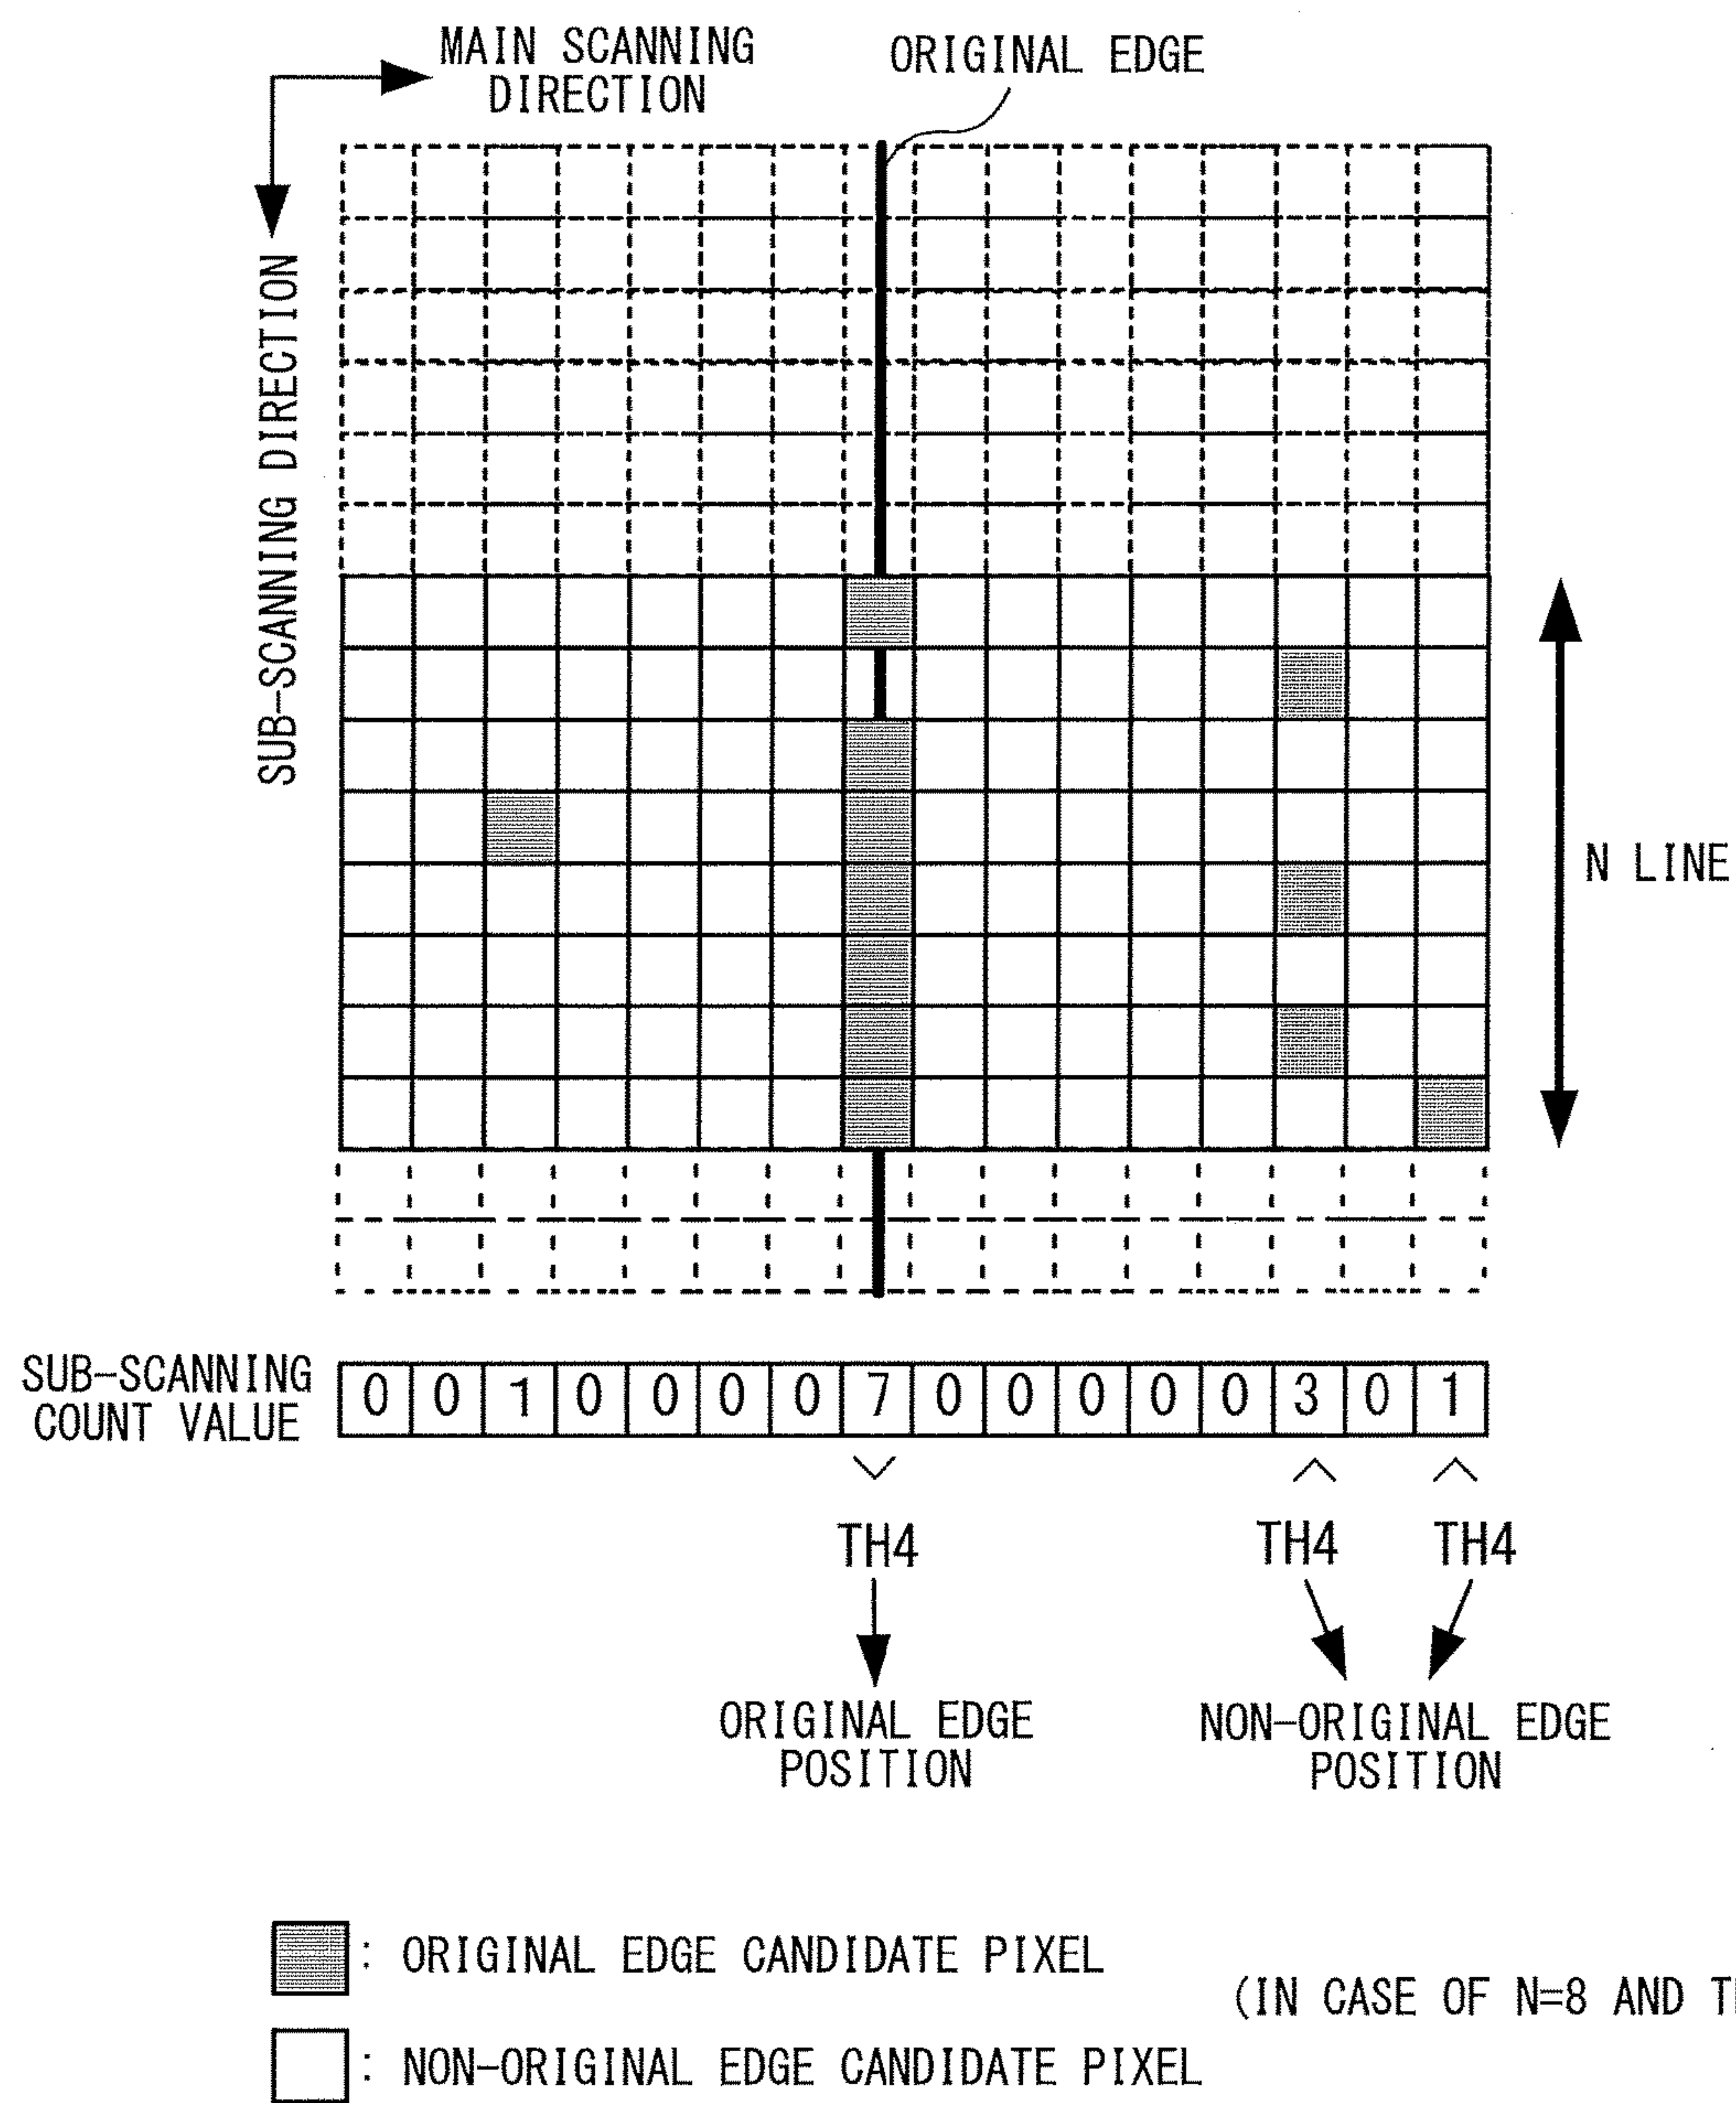 MAIN SCANNING
DIRECTION
ORIGINAL EDGE
SUB-SCANNING DIRECTION
N LINE
SUB-SCANNING
COUNT VALUE
0 0 1 0 0 0 0 7 0 0 0 0 0 3 0 1
TH4
TH4
TH4
ORIGINAL EDGE
POSITION
NON-ORIGINAL EDGE
POSITION
: ORIGINAL EDGE CANDIDATE PIXEL
(IN CASE OF N=8 AND
: NON-ORIGINAL EDGE CANDIDATE PIXEL